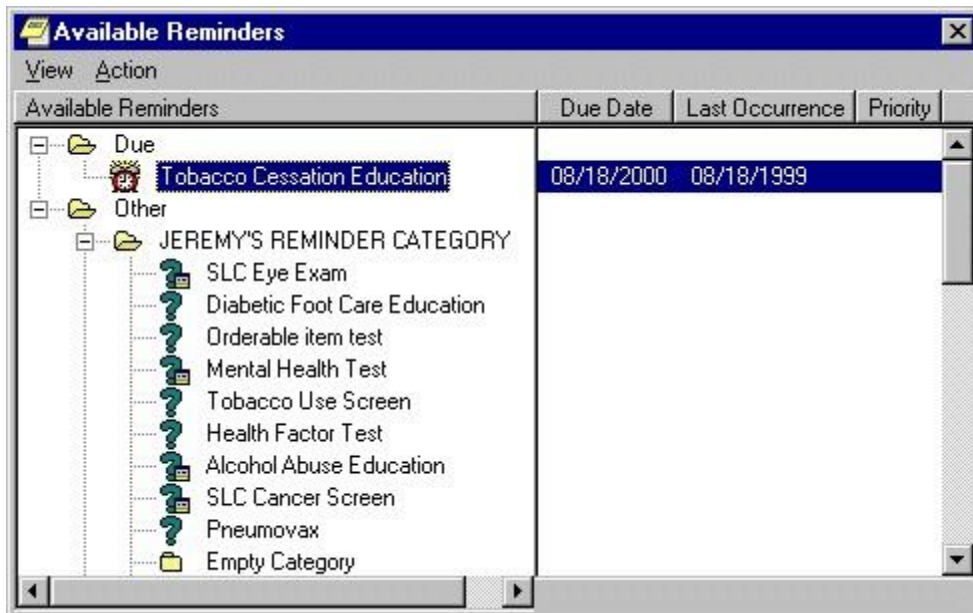 Available Reminders
View Action
Available Reminders Due Date Last Occurrence Priority
Due
Tobacco Cessation Education 08/18/2000 08/18/1999
Other
JEREMY'S REMINDER CATEGORY
SLC Eye Exam
Diabetic Foot Care Education
Orderable item test
Mental Health Test
Tobacco Use Screen
Health Factor Test
Alcohol Abuse Education
SLC Cancer Screen
Pneumovax
Empty Category